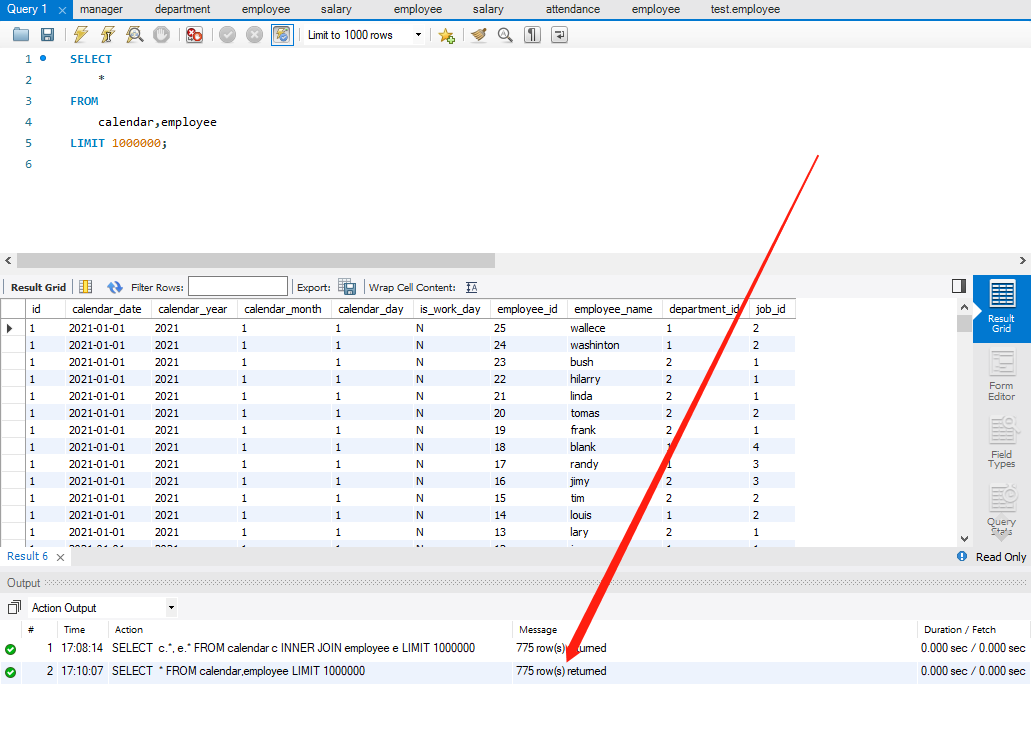 Query 1 manager department employee salary employee salary attendance employee test.employee
Limit to 1000 rows
1 SELECT
2 *
3 FROM
4 calendar,employee
5 LIMIT 1000000;
6
Result Grid Filter Rows: Export: Wrap Cell Content:
id calendar_date calendar_year calendar_month calendar_day is_work_day employee_id employee_name department_id job_id
1 2021-01-01 2021 1 1 N 25 wallece 1 2
1 2021-01-01 2021 1 1 N 24 washinton 1 2
1 2021-01-01 2021 1 1 N 23 bush 2 1
1 2021-01-01 2021 1 1 N 22 hilarry 2 1
1 2021-01-01 2021 1 1 N 21 linda 2 1
1 2021-01-01 2021 1 1 N 20 tomas 2 2
1 2021-01-01 2021 1 1 N 19 frank 2 1
1 2021-01-01 2021 1 1 N 18 blank 4
1 2021-01-01 2021 1 1 N 17 randy 3
1 2021-01-01 2021 1 1 N 16 jimy 2 3
1 2021-01-01 2021 1 1 N 15 tim 2 2
1 2021-01-01 2021 1 1 N 14 louis 1 2
1 2021-01-01 2021 1 1 N 13 lary 2 1
Result
Grid
Form
Editor
Field
Types
Query
Stats
Result 6 Read Only
Output
Action Output
# Time Action Message Duration / Fetch
1 17:08:14 SELECT c.*, e.* FROM calendar c INNER JOIN employee e LIMIT 1000000 775 row(s) returned 0.000 sec / 0.000 sec
2 17:10:07 SELECT * FROM calendar,employee LIMIT 1000000 775 row(s) returned 0.000 sec / 0.000 sec